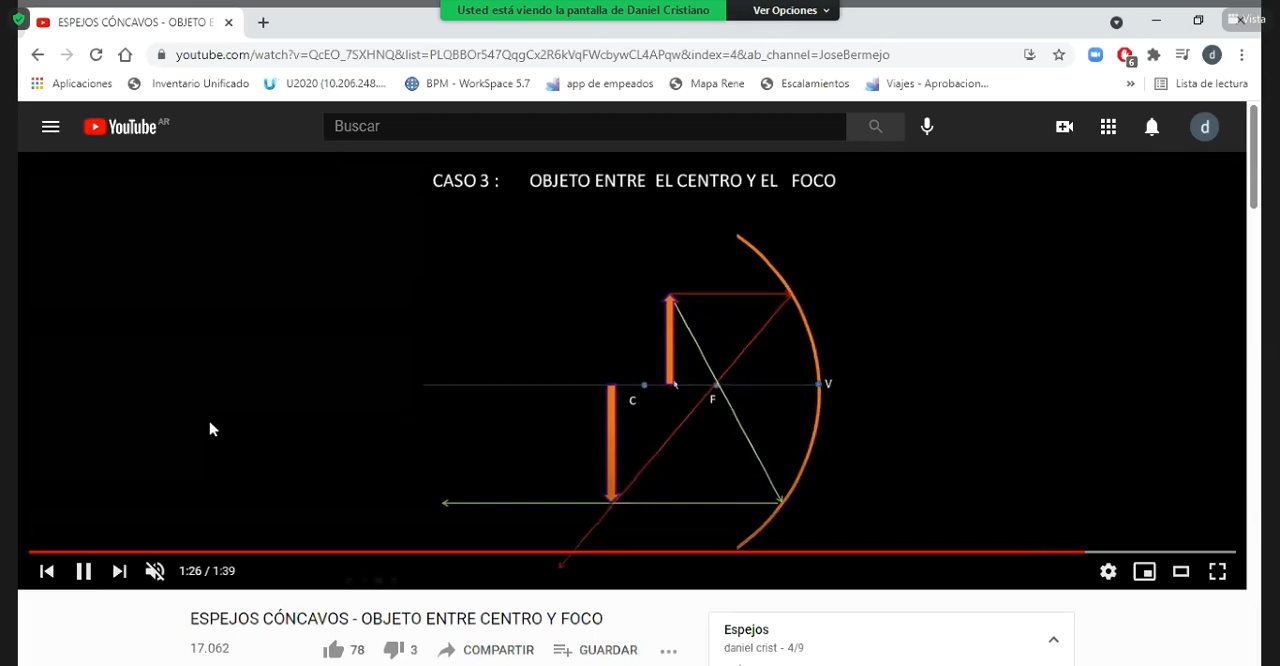 Usted está viendo la pantalla de Daniel Cristiano
Ver Opciones
Vista
ESPEJOS CÓNCAVOS - OBJETO E
youtube.com/watch?v=QcEO_7SXHNQ&list=PLQBBOr547QqgCx2R6kVqFWcbywCL4APqw&index=4&ab_channel=JoseBermejo
6
d
Aplicaciones Inventario Unificado U2020 (10.206.248.... BPM - WorkSpace 5.7 app de empeados Mapa Rene Escalamientos Viajes - Aprobacion... » Lista de lectura
YouTube AR
Buscar
d
CASO 3 : OBJETO ENTRE EL CENTRO Y EL FOCO
C F V
1:26 / 1:39
ESPEJOS CÓNCAVOS - OBJETO ENTRE CENTRO Y FOCO
17.062 78 3 COMPARTIR GUARDAR
Espejos
daniel crist - 4/9